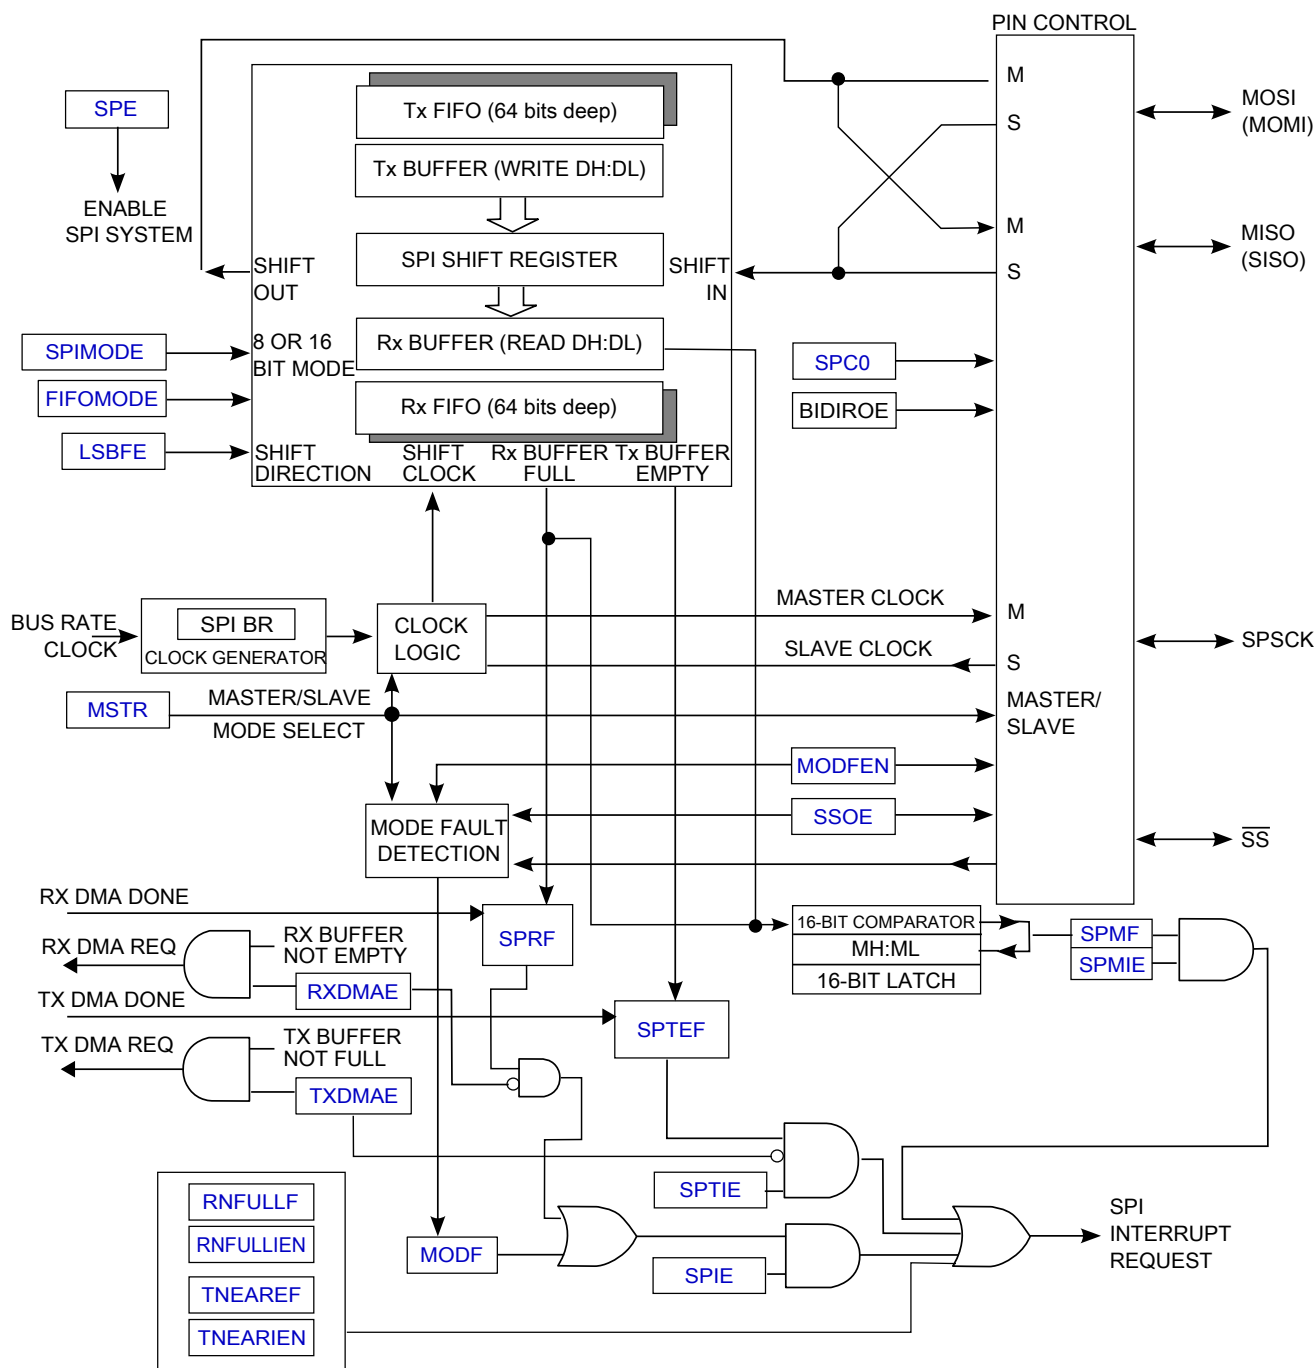 PIN CONTROL
M
S
M
S
MOSI
(MOMI)
MISO
(SISO)
SPE
ENABLE
SPI SYSTEM
Tx FIFO (64 bits deep)
Tx BUFFER (WRITE DH:DL)
SPI SHIFT REGISTER
SHIFT
OUT
SHIFT
IN
Rx BUFFER (READ DH:DL)
8 OR 16
BIT MODE
Rx FIFO (64 bits deep)
SPIMODE
FIFOMODE
LSBFE
SHIFT
DIRECTION
SHIFT
CLOCK
Rx BUFFER
FULL
Tx BUFFER
EMPTY
SPC0
BIDIROE
BUS RATE
CLOCK
SPI BR
CLOCK GENERATOR
CLOCK
LOGIC
MASTER CLOCK
M
SLAVE CLOCK
S
SPSCK
MSTR
MASTER/SLAVE
MODE SELECT
MASTER/
SLAVE
MODFEN
SSOE
MODE FAULT
DETECTION
SS
RX DMA DONE
SPRF
RX DMA REQ
RX BUFFER
NOT EMPTY
RXDMAE
16-BIT COMPARATOR
MH:ML
16-BIT LATCH
SPMF
SPMIE
TX DMA DONE
SPTEF
TX DMA REQ
TX BUFFER
NOT FULL
TXDMAE
SPTIE
RNFULLF
RNFULLIEN
TNEAREF
TNEARIEN
MODF
SPIE
SPI
INTERRUPT
REQUEST